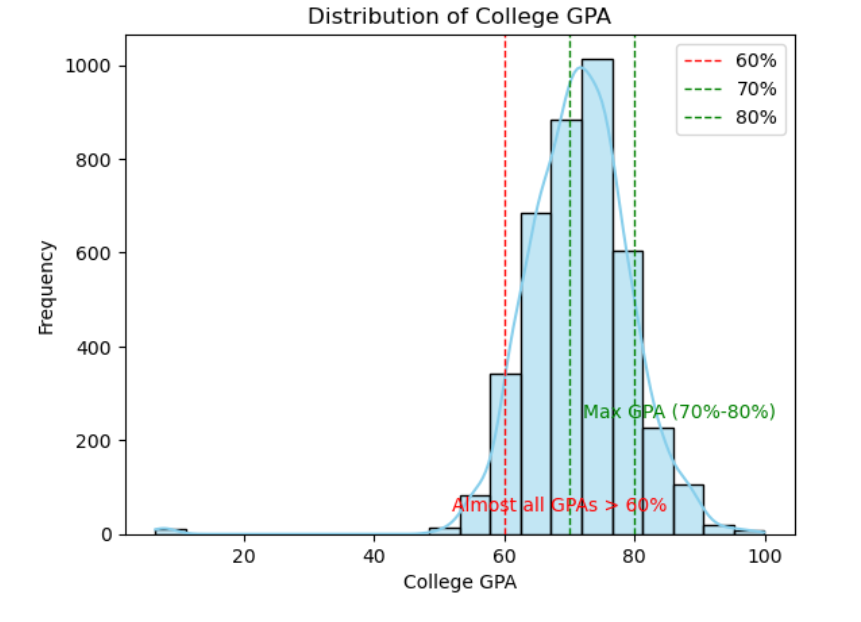 Distribution of College GPA
60%
70%
80%
1000
800
600
400
200
0
Frequency
Max GPA (70%-80%)
Almost all GPAs > 60%
20
40
60
80
100
College GPA